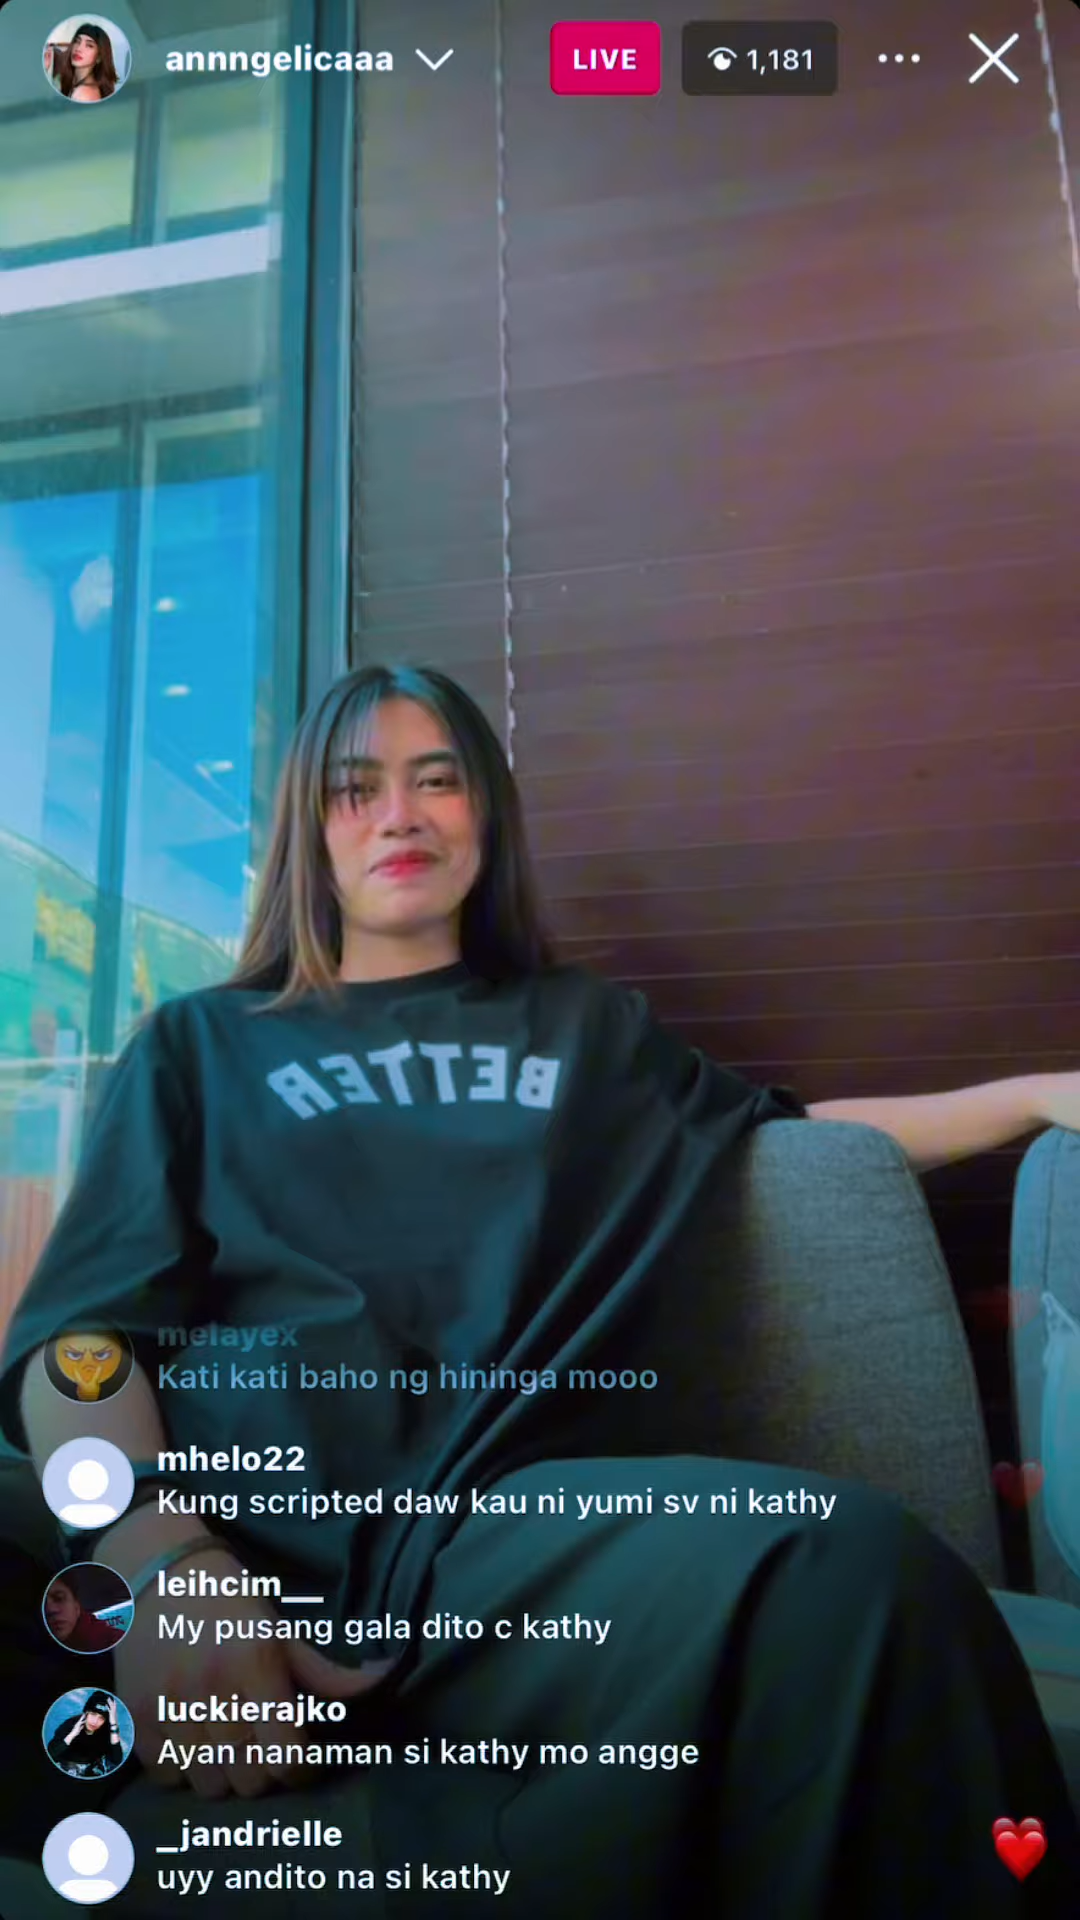 annngelicaaa
LIVE
1,181
BETTER
melayex
Kati kati baho ng hininga mooo
mhelo22
Kung scripted daw kau ni yumi sv ni kathy
leihcim__
My pusang gala dito c kathy
luckierajko
Ayan nanaman si kathy mo angge
_jandrielle
uyy andito na si kathy